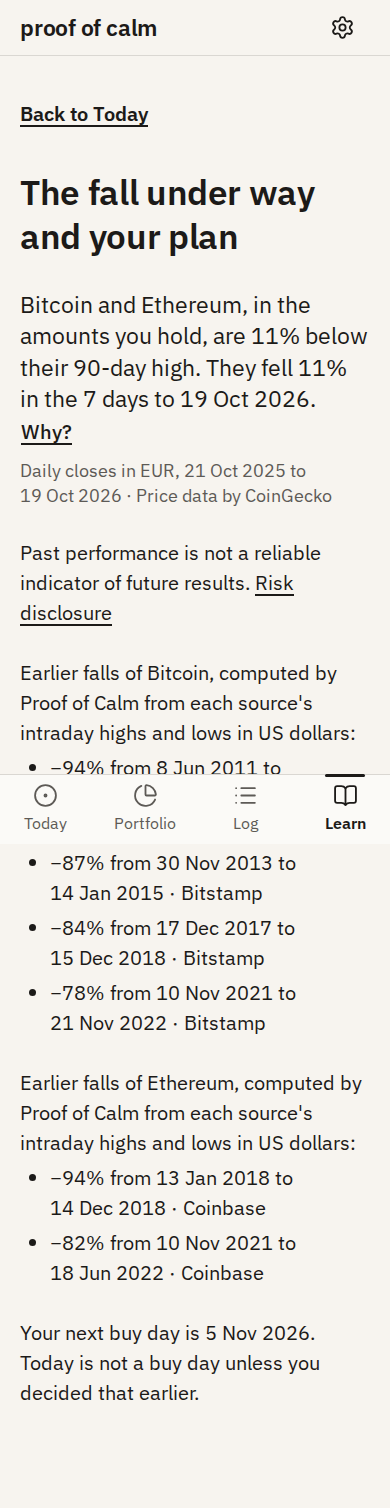 proof of calm
Back to Today
The fall under way
and your plan
Bitcoin and Ethereum, in the
amounts you hold, are 11% below
their 90-day high. They fell 11%
in the 7 days to 19 Oct 2026.
Why?
Daily closes in EUR, 21 Oct 2025 to
19 Oct 2026 · Price data by CoinGecko
Past performance is not a reliable
indicator of future results. Risk
disclosure
Earlier falls of Bitcoin, computed by
Proof of Calm from each source's
intraday highs and lows in US dollars:
• −94% from 8 Jun 2011 to
Today Portfolio Log Learn
• −87% from 30 Nov 2013 to
14 Jan 2015 · Bitstamp
• −84% from 17 Dec 2017 to
15 Dec 2018 · Bitstamp
• −78% from 10 Nov 2021 to
21 Nov 2022 · Bitstamp
Earlier falls of Ethereum, computed by
Proof of Calm from each source's
intraday highs and lows in US dollars:
• −94% from 13 Jan 2018 to
14 Dec 2018 · Coinbase
• −82% from 10 Nov 2021 to
18 Jun 2022 · Coinbase
Your next buy day is 5 Nov 2026.
Today is not a buy day unless you
decided that earlier.